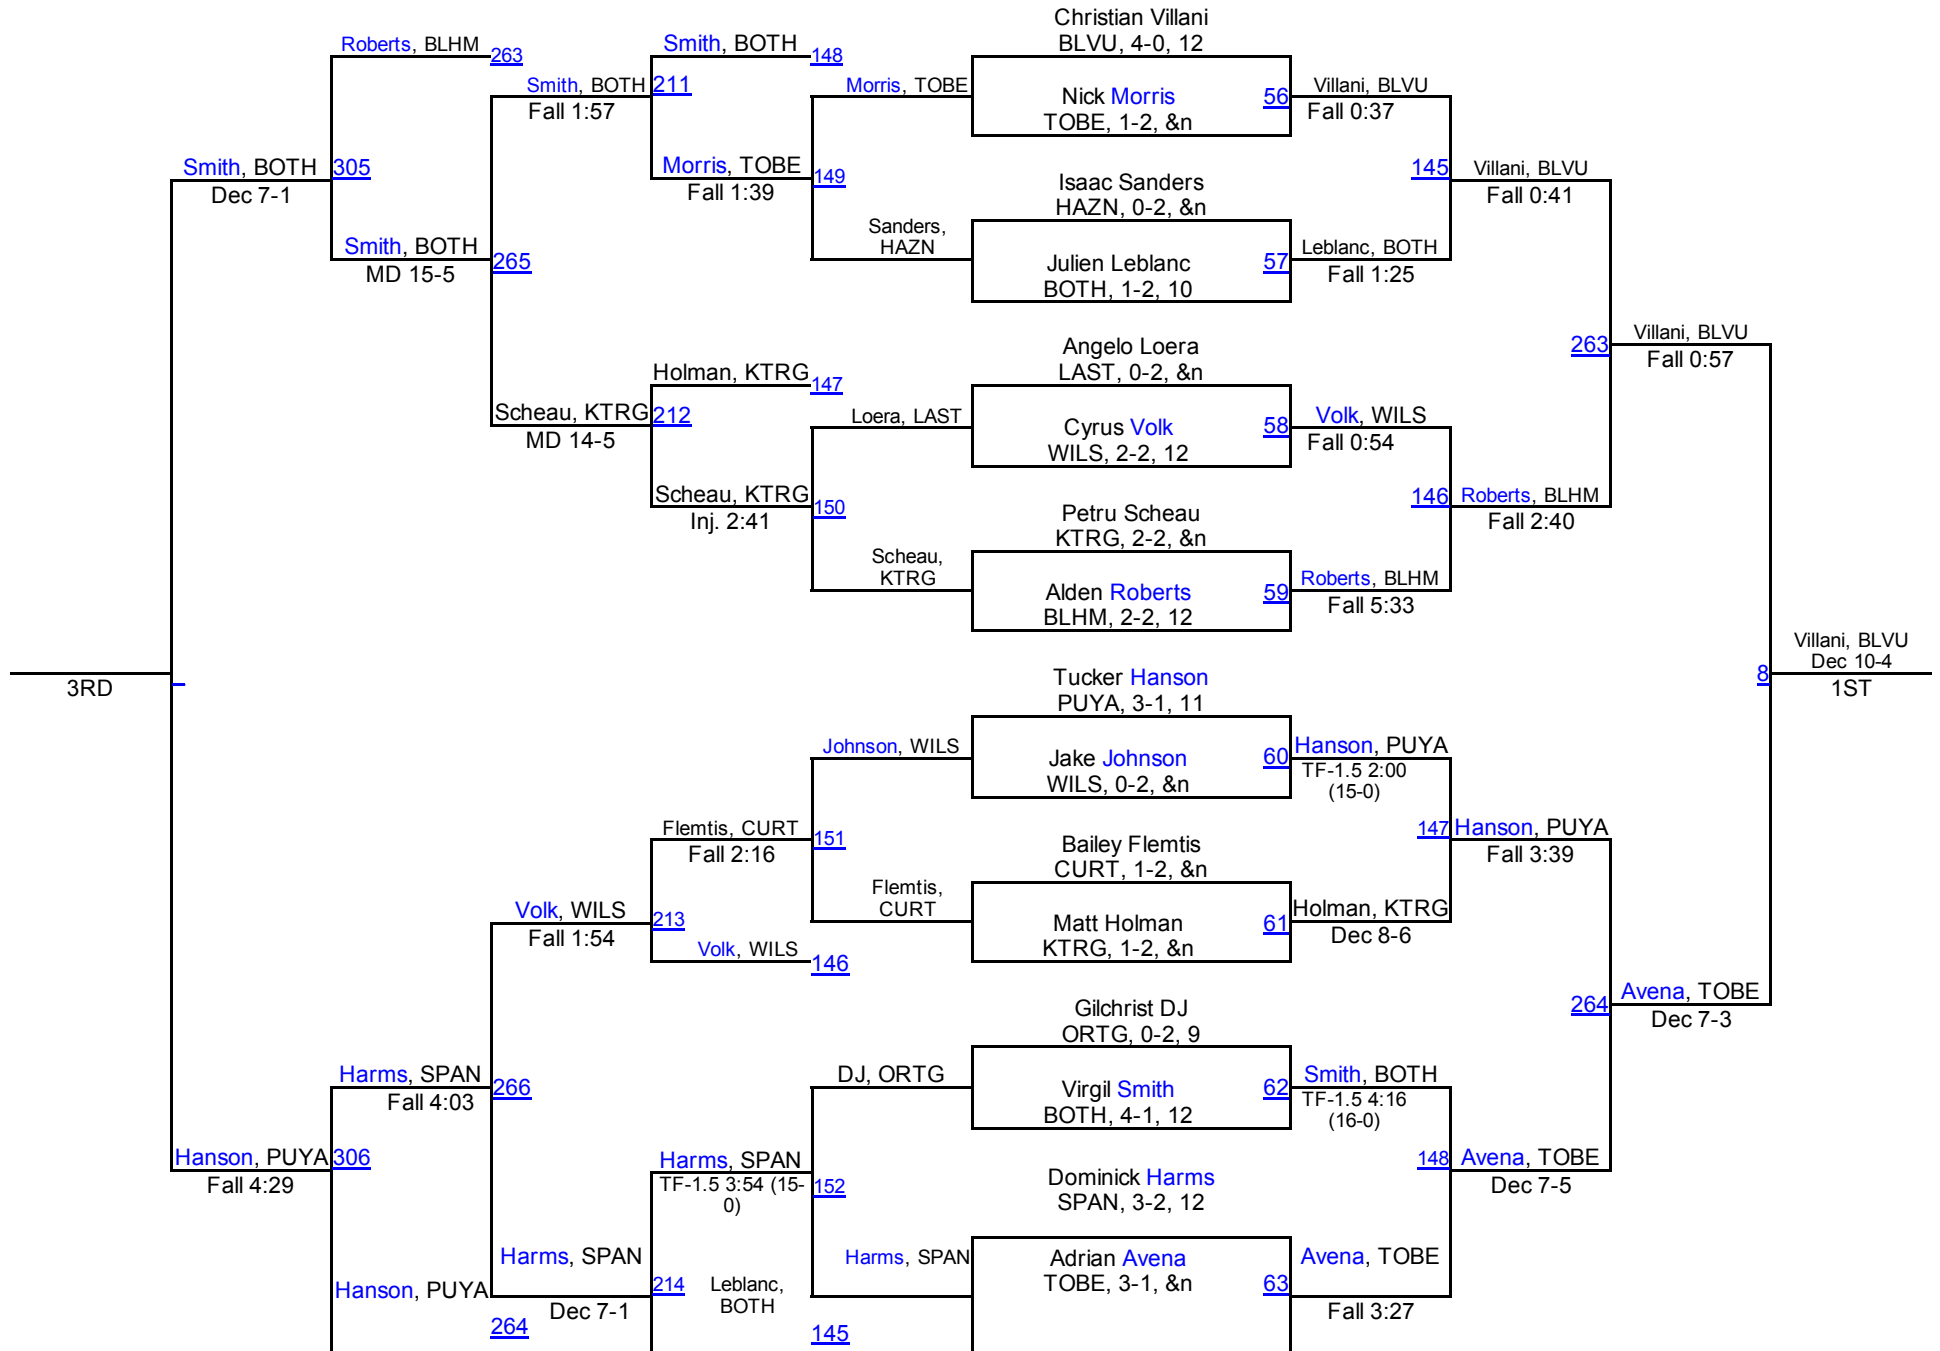 Christian Villani
BLVU, 4-0, 12
Roberts, BLHM
263
Smith, BOTH
148
Smith, BOTH
211
Fall 1:57
Morris, TOBE
Nick Morris
TOBE, 1-2, &n
56
Villani, BLVU
Fall 0:37
Smith, BOTH
305
Dec 7-1
Morris, TOBE
149
Fall 1:39
145
Villani, BLVU
Fall 0:41
Isaac Sanders
HAZN, 0-2, &n
Sanders,
HAZN
Smith, BOTH
265
MD 15-5
Julien Leblanc
BOTH, 1-2, 10
57
Leblanc, BOTH
Fall 1:25
263
Villani, BLVU
Fall 0:57
Angelo Loera
LAST, 0-2, &n
Holman, KTRG
147
Scheau, KTRG
212
MD 14-5
Loera, LAST
Cyrus Volk
WILS, 2-2, 12
58
Volk, WILS
Fall 0:54
Scheau, KTRG
150
Inj. 2:41
146
Roberts, BLHM
Fall 2:40
Petru Scheau
KTRG, 2-2, &n
Scheau,
KTRG
Alden Roberts
BLHM, 2-2, 12
59
Roberts, BLHM
Fall 5:33
3RD
8
Villani, BLVU
Dec 10-4
1ST
Tucker Hanson
PUYA, 3-1, 11
Johnson, WILS
Jake Johnson
WILS, 0-2, &n
60
Hanson, PUYA
TF-1.5 2:00
(15-0)
Flemtis, CURT
151
Fall 2:16
147
Hanson, PUYA
Fall 3:39
Bailey Flemtis
CURT, 1-2, &n
Flemtis,
CURT
Volk, WILS
213
Fall 1:54
Matt Holman
KTRG, 1-2, &n
61
Holman, KTRG
Dec 8-6
Volk, WILS
146
264
Avena, TOBE
Dec 7-3
Gilchrist DJ
ORTG, 0-2, 9
Harms, SPAN
266
Fall 4:03
DJ, ORTG
Virgil Smith
BOTH, 4-1, 12
62
Smith, BOTH
TF-1.5 4:16
(16-0)
Hanson, PUYA
306
Fall 4:29
Harms, SPAN
152
TF-1.5 3:54 (15-
0)
148
Avena, TOBE
Dec 7-5
Dominick Harms
SPAN, 3-2, 12
Harms, SPAN
214
Dec 7-1
Harms, SPAN
Adrian Avena
TOBE, 3-1, &n
63
Avena, TOBE
Fall 3:27
Hanson, PUYA
264
Leblanc,
BOTH
145